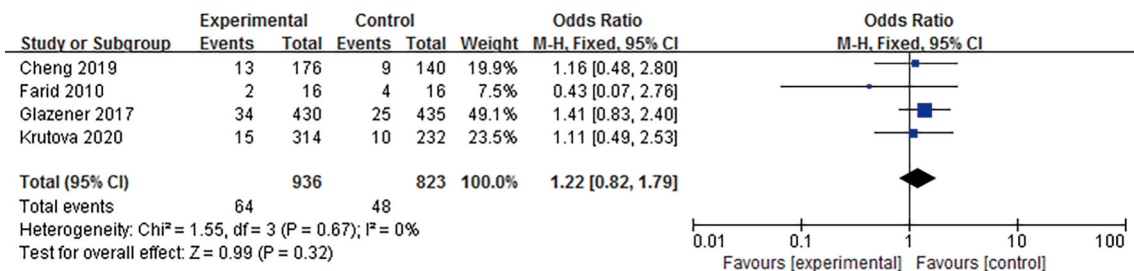 Experimental Control Odds Ratio Odds Ratio
Study or Subgroup Events Total Events Total Weight M-H, Fixed, 95% CI M-H, Fixed, 95% CI
Cheng 2019 13 176 9 140 19.9% 1.16 [0.48, 2.80]
Farid 2010 2 16 4 16 7.5% 0.43 [0.07, 2.76]
Glazener 2017 34 430 25 435 49.1% 1.41 [0.83, 2.40]
Krutova 2020 15 314 10 232 23.5% 1.11 [0.49, 2.53]
Total (95% CI) 936 823 100.0% 1.22 [0.82, 1.79]
Total events 64 48
Heterogeneity: Chi² = 1.55, df = 3 (P = 0.67); I² = 0%
Test for overall effect: Z = 0.99 (P = 0.32)
0.01 0.1 1 10 100
Favours [experimental] Favours [control]